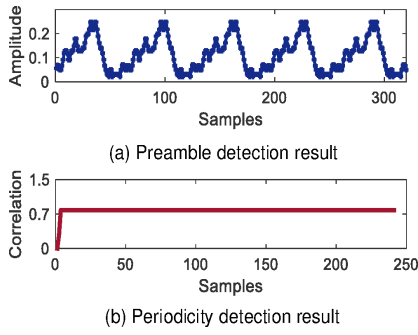 Amplitude
0.2
0.1
0
0 100 200 300
Samples
(a) Preamble detection result
Correlation
1.5
0.7
0
0 50 100 150 200 250
Samples
(b) Periodicity detection result